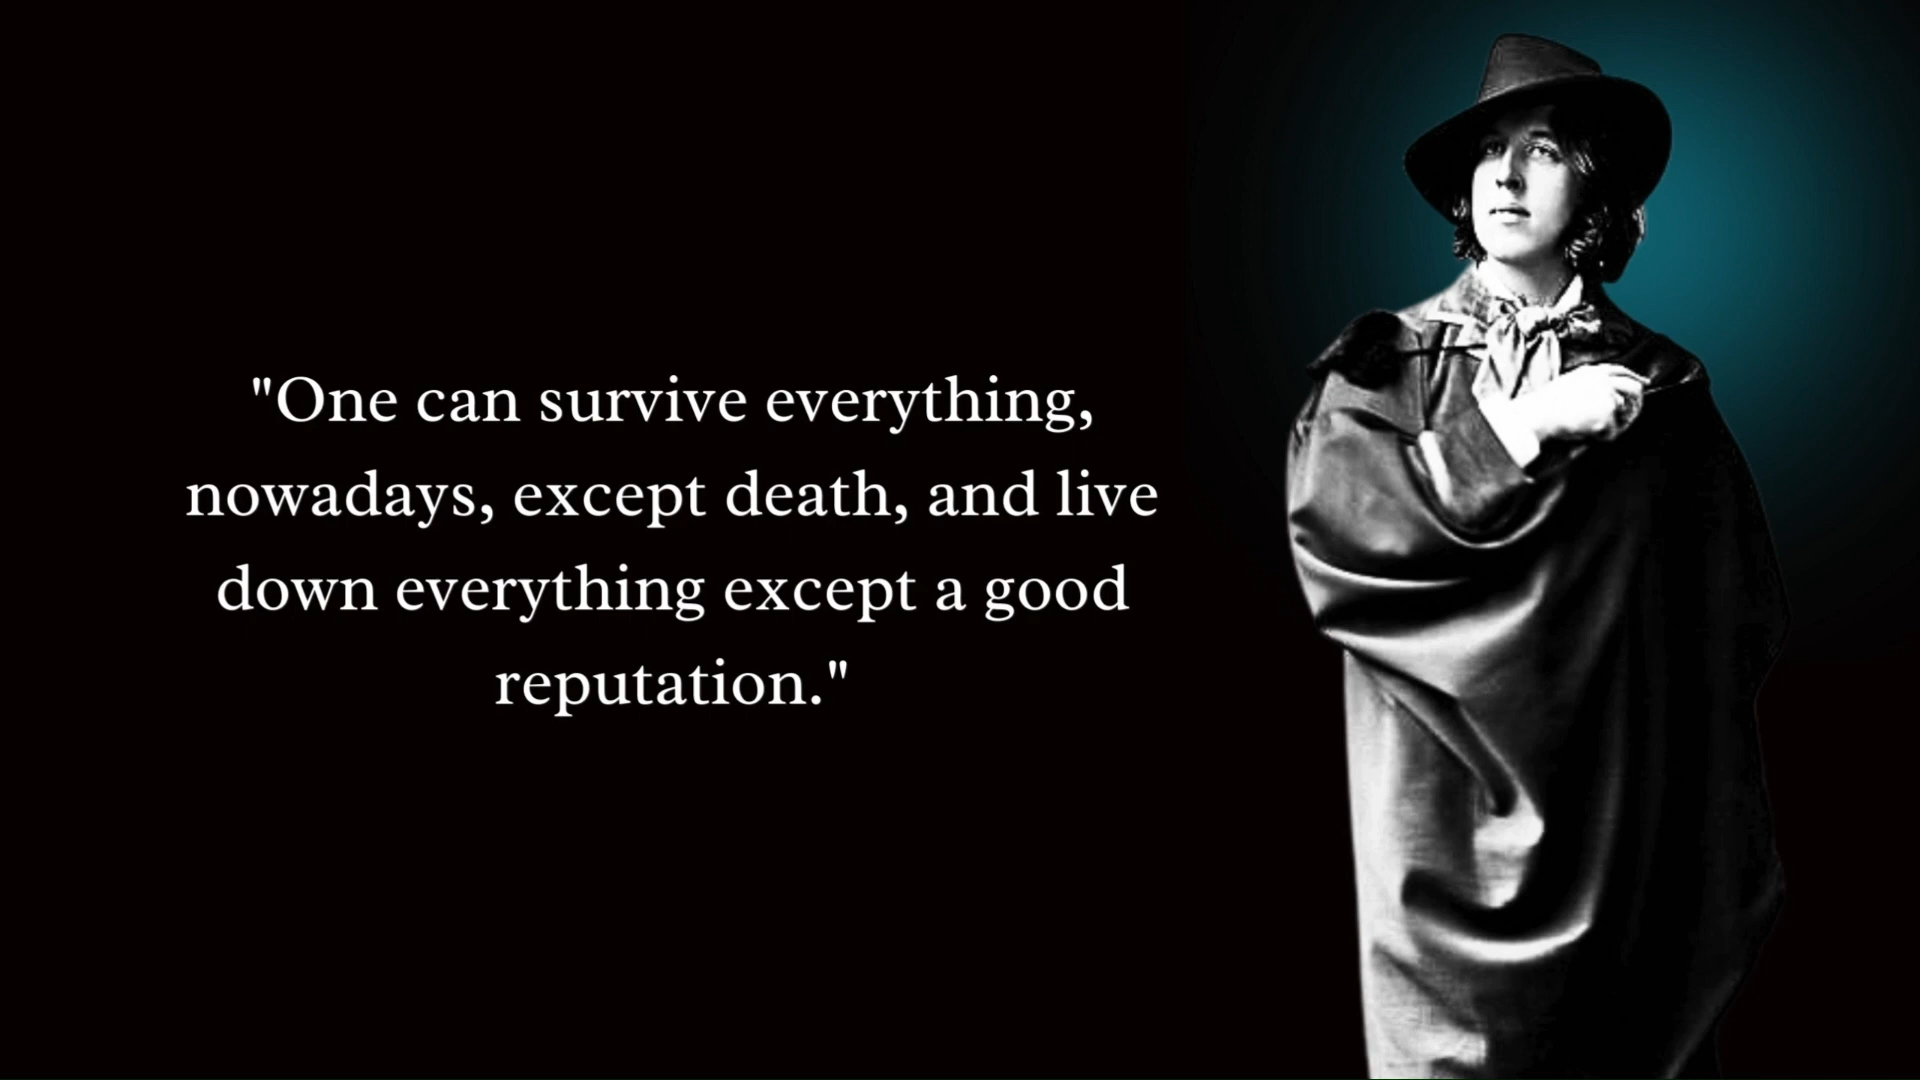 "One can survive everything,
nowadays, except death, and live
down everything except a good
reputation."